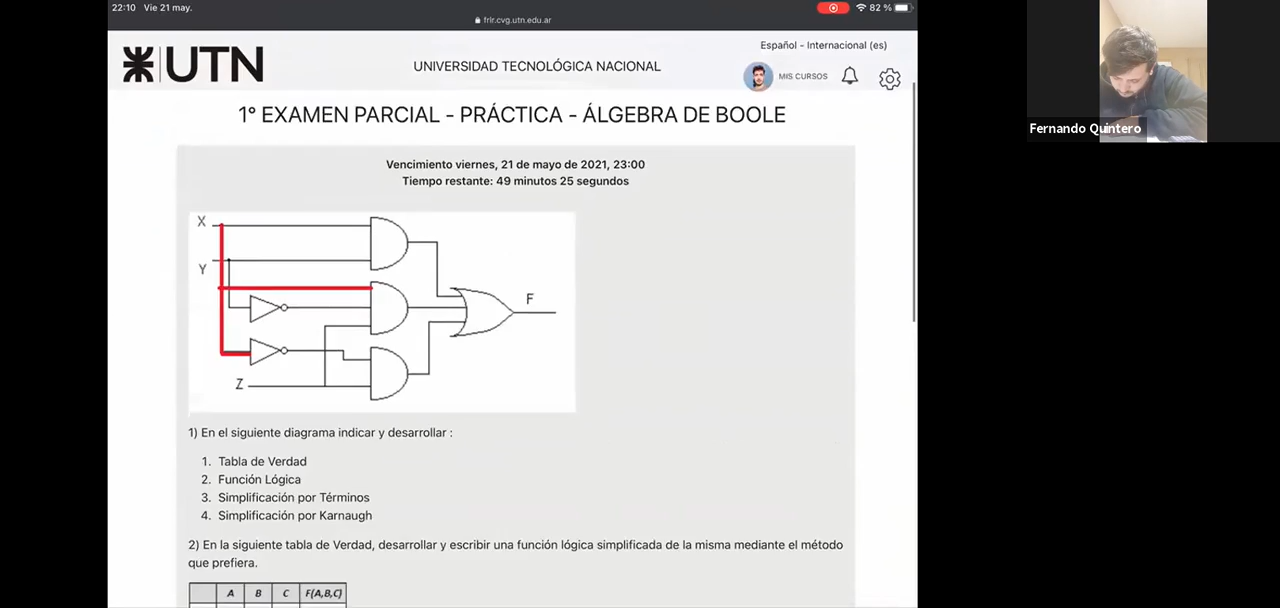 22:10 Vie 21 may.
82 %
frlr.cvg.utn.edu.ar
UTN
UNIVERSIDAD TECNOLÓGICA NACIONAL
Español - Internacional (es)
MIS CURSOS
1º EXAMEN PARCIAL - PRÁCTICA - ÁLGEBRA DE BOOLE
Vencimiento viernes, 21 de mayo de 2021, 23:00
Tiempo restante: 49 minutos 25 segundos
X
Y
F
Z
1) En el siguiente diagrama indicar y desarrollar :
1. Tabla de Verdad
2. Función Lógica
3. Simplificación por Términos
4. Simplificación por Karnaugh
2) En la siguiente tabla de Verdad, desarrollar y escribir una función lógica simplificada de la misma mediante el método
que prefiera.
A B C F(A,B,C)
Fernando Quintero